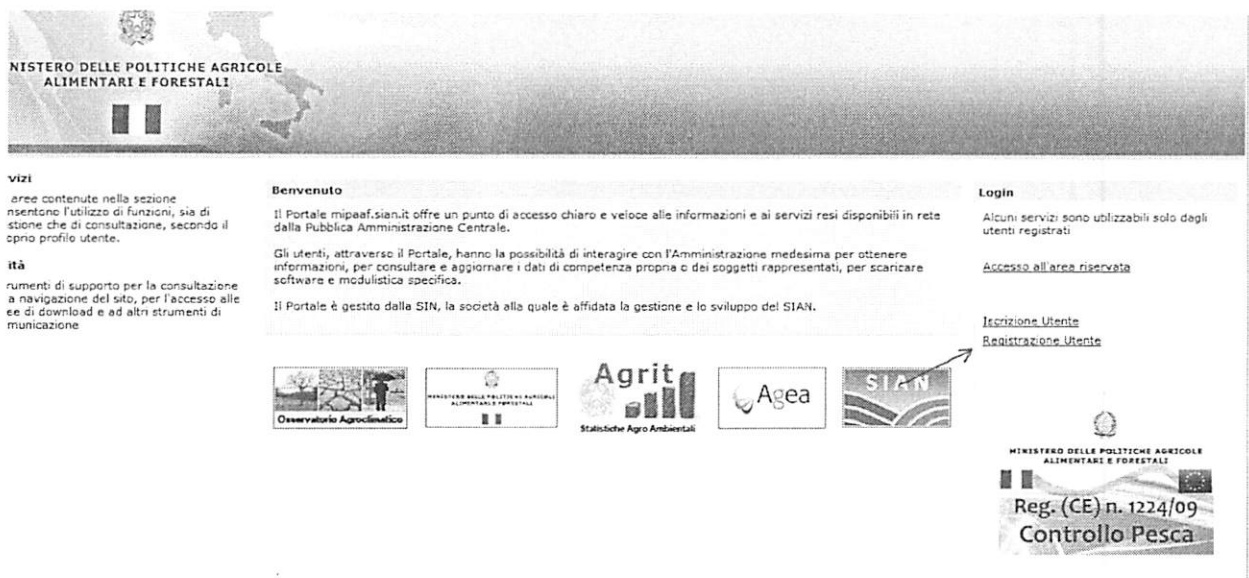 NISTERO DELLE POLITICHE AGRICOLE
ALIMENTARI E FORESTALI
vizi
aree contenute nella sezione
nsentono l'utilizzo di funzioni, sia di
stione che di consultazione, secondo il
oprio profilo utente.
ità
rumenti di supporto per la consultazione
a navigazione del sito, per l'accesso alle
ee di download e ad altri strumenti di
municazione
Benvenuto
Il Portale mipaaf.sian.it offre un punto di accesso chiaro e veloce alle informazioni e ai servizi resi disponibili in rete
dalla Pubblica Amministrazione Centrale.
Gli utenti, attraverso il Portale, hanno la possibilità di interagire con l'Amministrazione medesima per ottenere
informazioni, per consultare e aggiornare i dati di competenza propria o dei soggetti rappresentati, per scaricare
software e modulistica specifica.
Il Portale è gestito dalla SIN, la società alla quale è affidata la gestione e lo sviluppo del SIAN.
Login
Alcuni servizi sono utilizzabili solo dagli
utenti registrati
Accesso all'area riservata
Iscrizione Utente
Registrazione Utente
Osservatorio Agroclimatico
MINISTERO DELLE POLITICHE AGRICOLE
ALIMENTARI E FORESTALI
Agrit
Statistiche Agro Ambientali
Agea
SIAN
MINISTERO DELLE POLITICHE AGRICOLE
ALIMENTARI E FORESTALI
Reg. (CE) n. 1224/09
Controllo Pesca